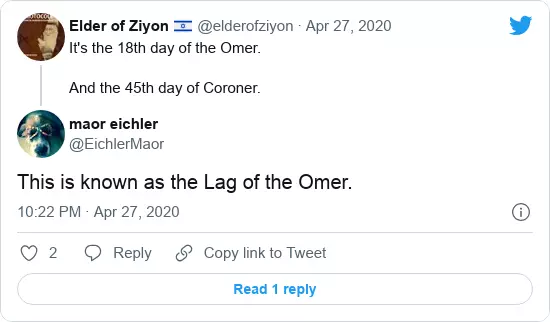 Elder of Ziyon 🇮🇱 @elderofziyon · Apr 27, 2020
It's the 18th day of the Omer.
And the 45th day of Coroner.
maor eichler
@EichlerMaor
This is known as the Lag of the Omer.
10:22 PM · Apr 27, 2020
2 Reply Copy link to Tweet
Read 1 reply